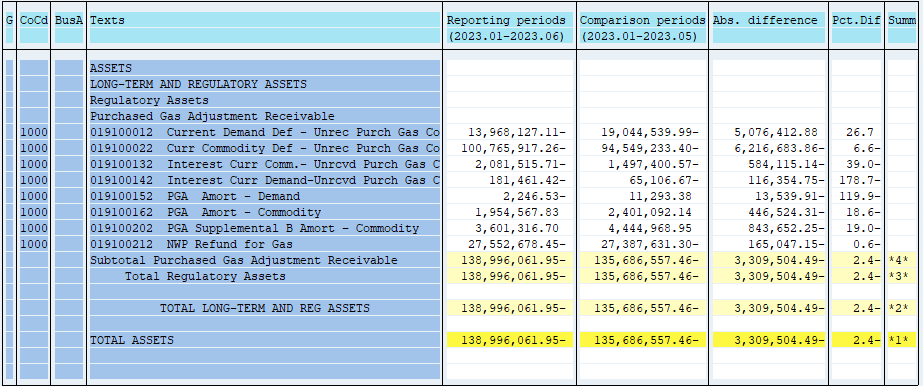 G CoCd BusA Texts Reporting periods Comparison periods Abs. difference Pct.Dif Summ
(2023.01-2023.06) (2023.01-2023.05)
ASSETS
LONG-TERM AND REGULATORY ASSETS
Regulatory Assets
Purchased Gas Adjustment Receivable
1000 019100012 Current Demand Def - Unrec Purch Gas Co 13,968,127.11- 19,044,539.99- 5,076,412.88 26.7
1000 019100022 Curr Commodity Def - Unrec Purch Gas Co 100,765,917.26- 94,549,233.40- 6,216,683.86- 6.6-
1000 019100132 Interest Curr Comm.- Unrcvd Purch Gas C 2,081,515.71- 1,497,400.57- 584,115.14- 39.0-
1000 019100142 Interest Curr Demand-Unrcvd Purch Gas C 181,461.42- 65,106.67- 116,354.75- 178.7-
1000 019100152 PGA Amort - Demand 2,246.53- 11,293.38 13,539.91- 119.9-
1000 019100162 PGA Amort - Commodity 1,954,567.83 2,401,092.14 446,524.31- 18.6-
1000 019100202 PGA Supplemental B Amort - Commodity 3,601,316.70 4,444,968.95 843,652.25- 19.0-
1000 019100212 NWP Refund for Gas 27,552,678.45- 27,387,631.30- 165,047.15- 0.6-
Subtotal Purchased Gas Adjustment Receivable 138,996,061.95- 135,686,557.46- 3,309,504.49- 2.4- *4*
Total Regulatory Assets 138,996,061.95- 135,686,557.46- 3,309,504.49- 2.4- *3*
TOTAL LONG-TERM AND REG ASSETS 138,996,061.95- 135,686,557.46- 3,309,504.49- 2.4- *2*
TOTAL ASSETS 138,996,061.95- 135,686,557.46- 3,309,504.49- 2.4- *1*